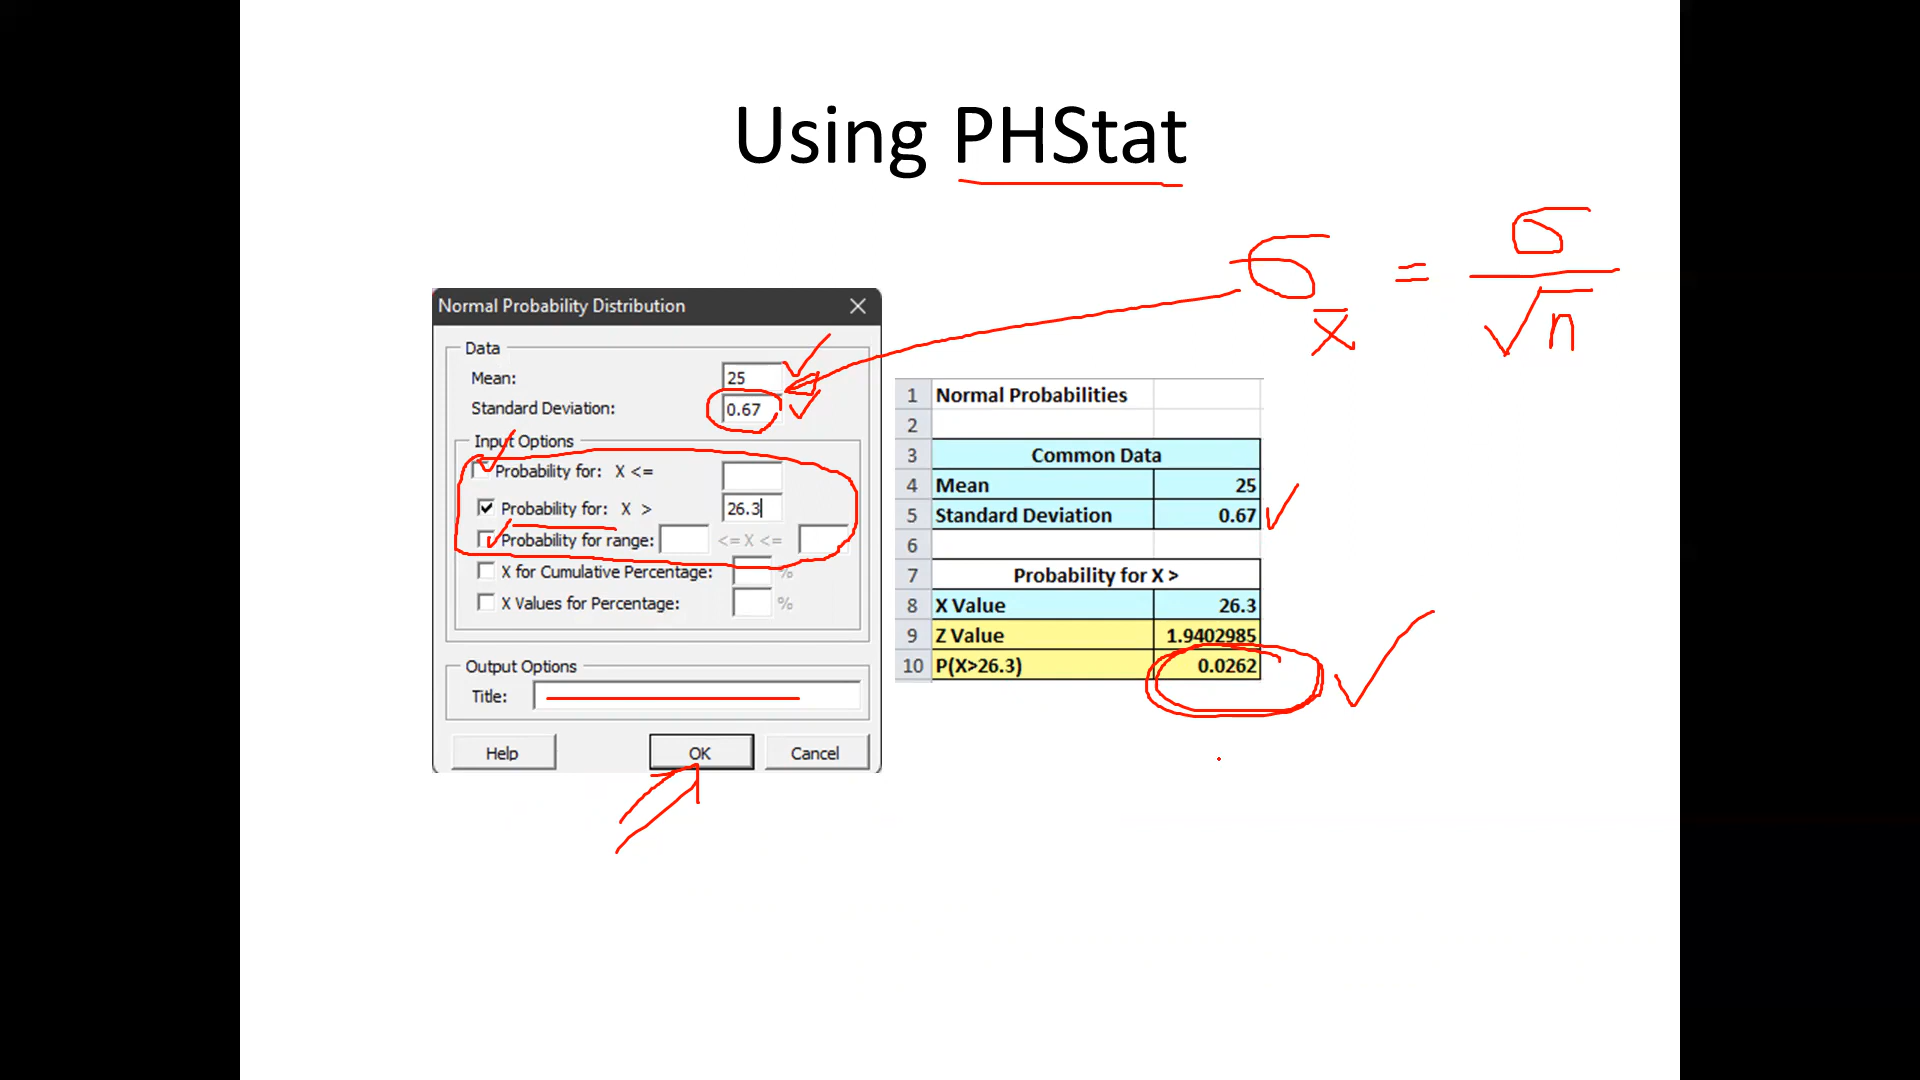 Using PHStat
σ
σ x̄ = ―
√n
Normal Probability Distribution
Data
Mean: 25
Standard Deviation: 0.67
Input Options
Probability for: X <=
Probability for: X > 26.3
Probability for range: <= X <=
X for Cumulative Percentage: %
X Values for Percentage: %
Output Options
Title:
Help OK Cancel
1 Normal Probabilities
2
3 Common Data
4 Mean 25
5 Standard Deviation 0.67
6
7 Probability for X >
8 X Value 26.3
9 Z Value 1.9402985
10 P(X>26.3) 0.0262